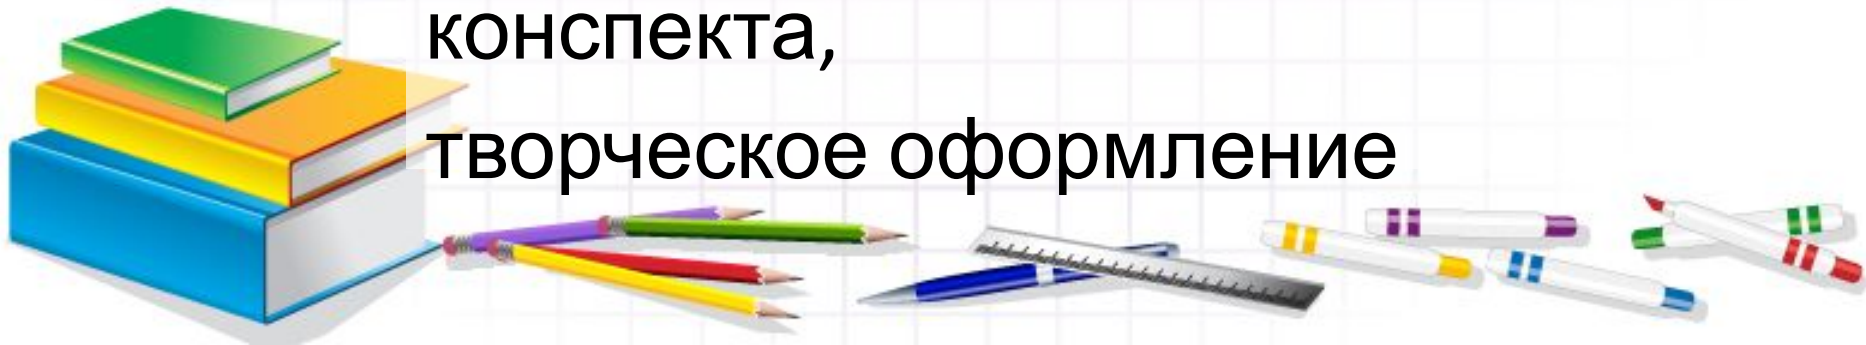 конспекта,
творческое оформление